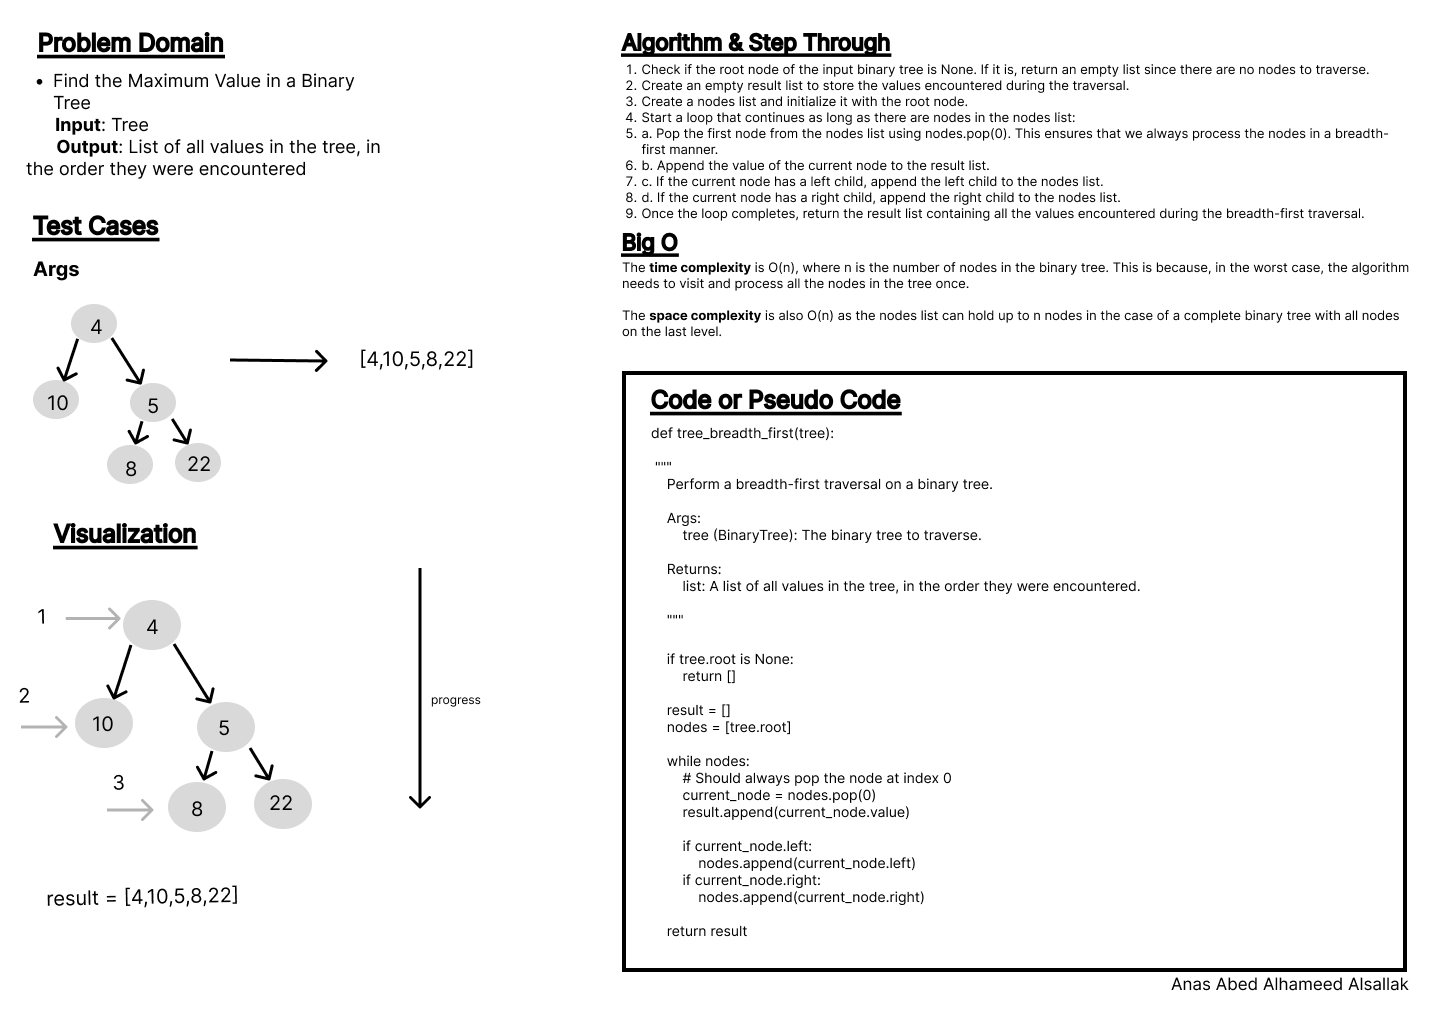 Problem Domain
• Find the Maximum Value in a Binary
Tree
Input: Tree
Output: List of all values in the tree, in
the order they were encountered
Test Cases
Args
4
10
5
8
22
[4,10,5,8,22]
Visualization
1
4
2
10
5
3
8
22
progress
result = [4,10,5,8,22]
Algorithm & Step Through
1. Check if the root node of the input binary tree is None. If it is, return an empty list since there are no nodes to traverse.
2. Create an empty result list to store the values encountered during the traversal.
3. Create a nodes list and initialize it with the root node.
4. Start a loop that continues as long as there are nodes in the nodes list:
5. a. Pop the first node from the nodes list using nodes.pop(0). This ensures that we always process the nodes in a breadth-
first manner.
6. b. Append the value of the current node to the result list.
7. c. If the current node has a left child, append the left child to the nodes list.
8. d. If the current node has a right child, append the right child to the nodes list.
9. Once the loop completes, return the result list containing all the values encountered during the breadth-first traversal.
Big O
The time complexity is O(n), where n is the number of nodes in the binary tree. This is because, in the worst case, the algorithm
needs to visit and process all the nodes in the tree once.
The space complexity is also O(n) as the nodes list can hold up to n nodes in the case of a complete binary tree with all nodes
on the last level.
Code or Pseudo Code
def tree_breadth_first(tree):
"""
Perform a breadth-first traversal on a binary tree.
Args:
tree (BinaryTree): The binary tree to traverse.
Returns:
list: A list of all values in the tree, in the order they were encountered.
"""
if tree.root is None:
return []
result = []
nodes = [tree.root]
while nodes:
# Should always pop the node at index 0
current_node = nodes.pop(0)
result.append(current_node.value)
if current_node.left:
nodes.append(current_node.left)
if current_node.right:
nodes.append(current_node.right)
return result
Anas Abed Alhameed Alsallak